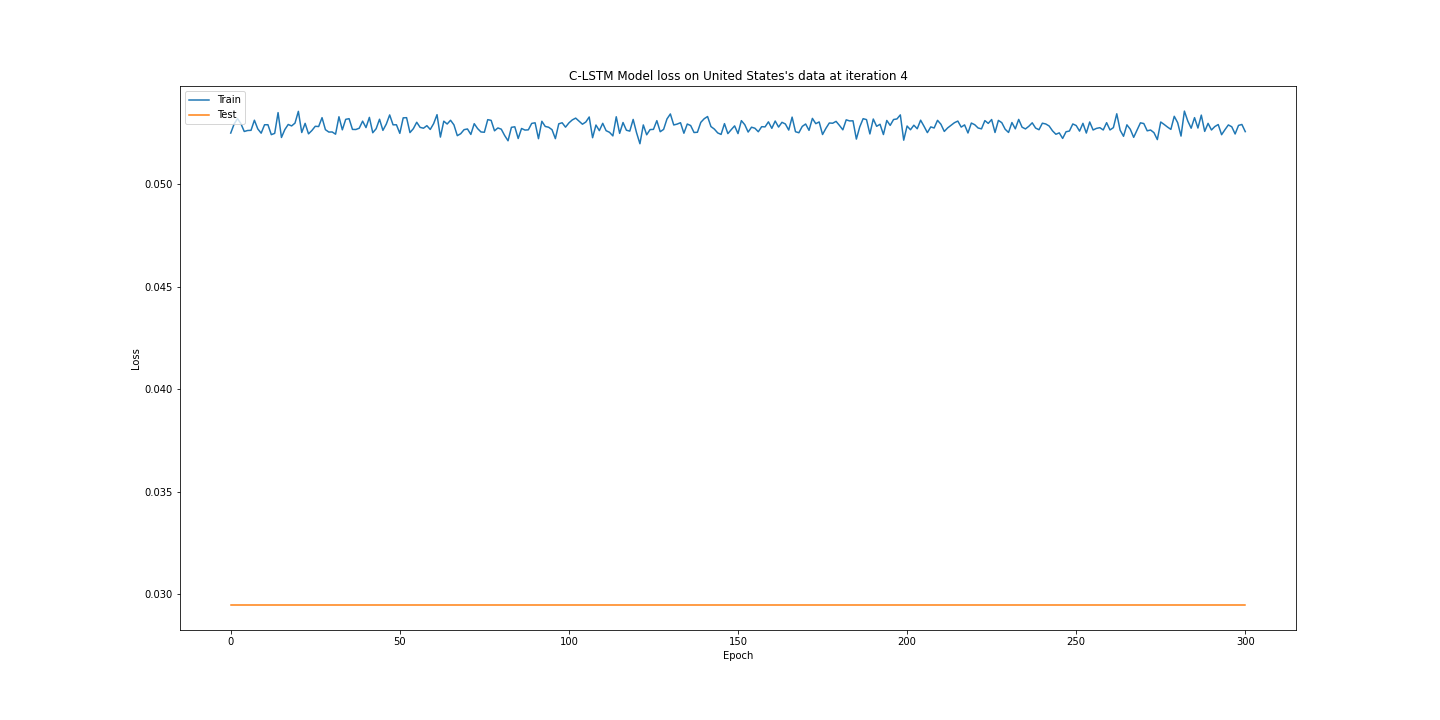 C-LSTM Model loss on United States's data at iteration 4
Train
Test
0.050
0.045
0.040
0.035
0.030
Loss
0 50 100 150 200 250 300
Epoch